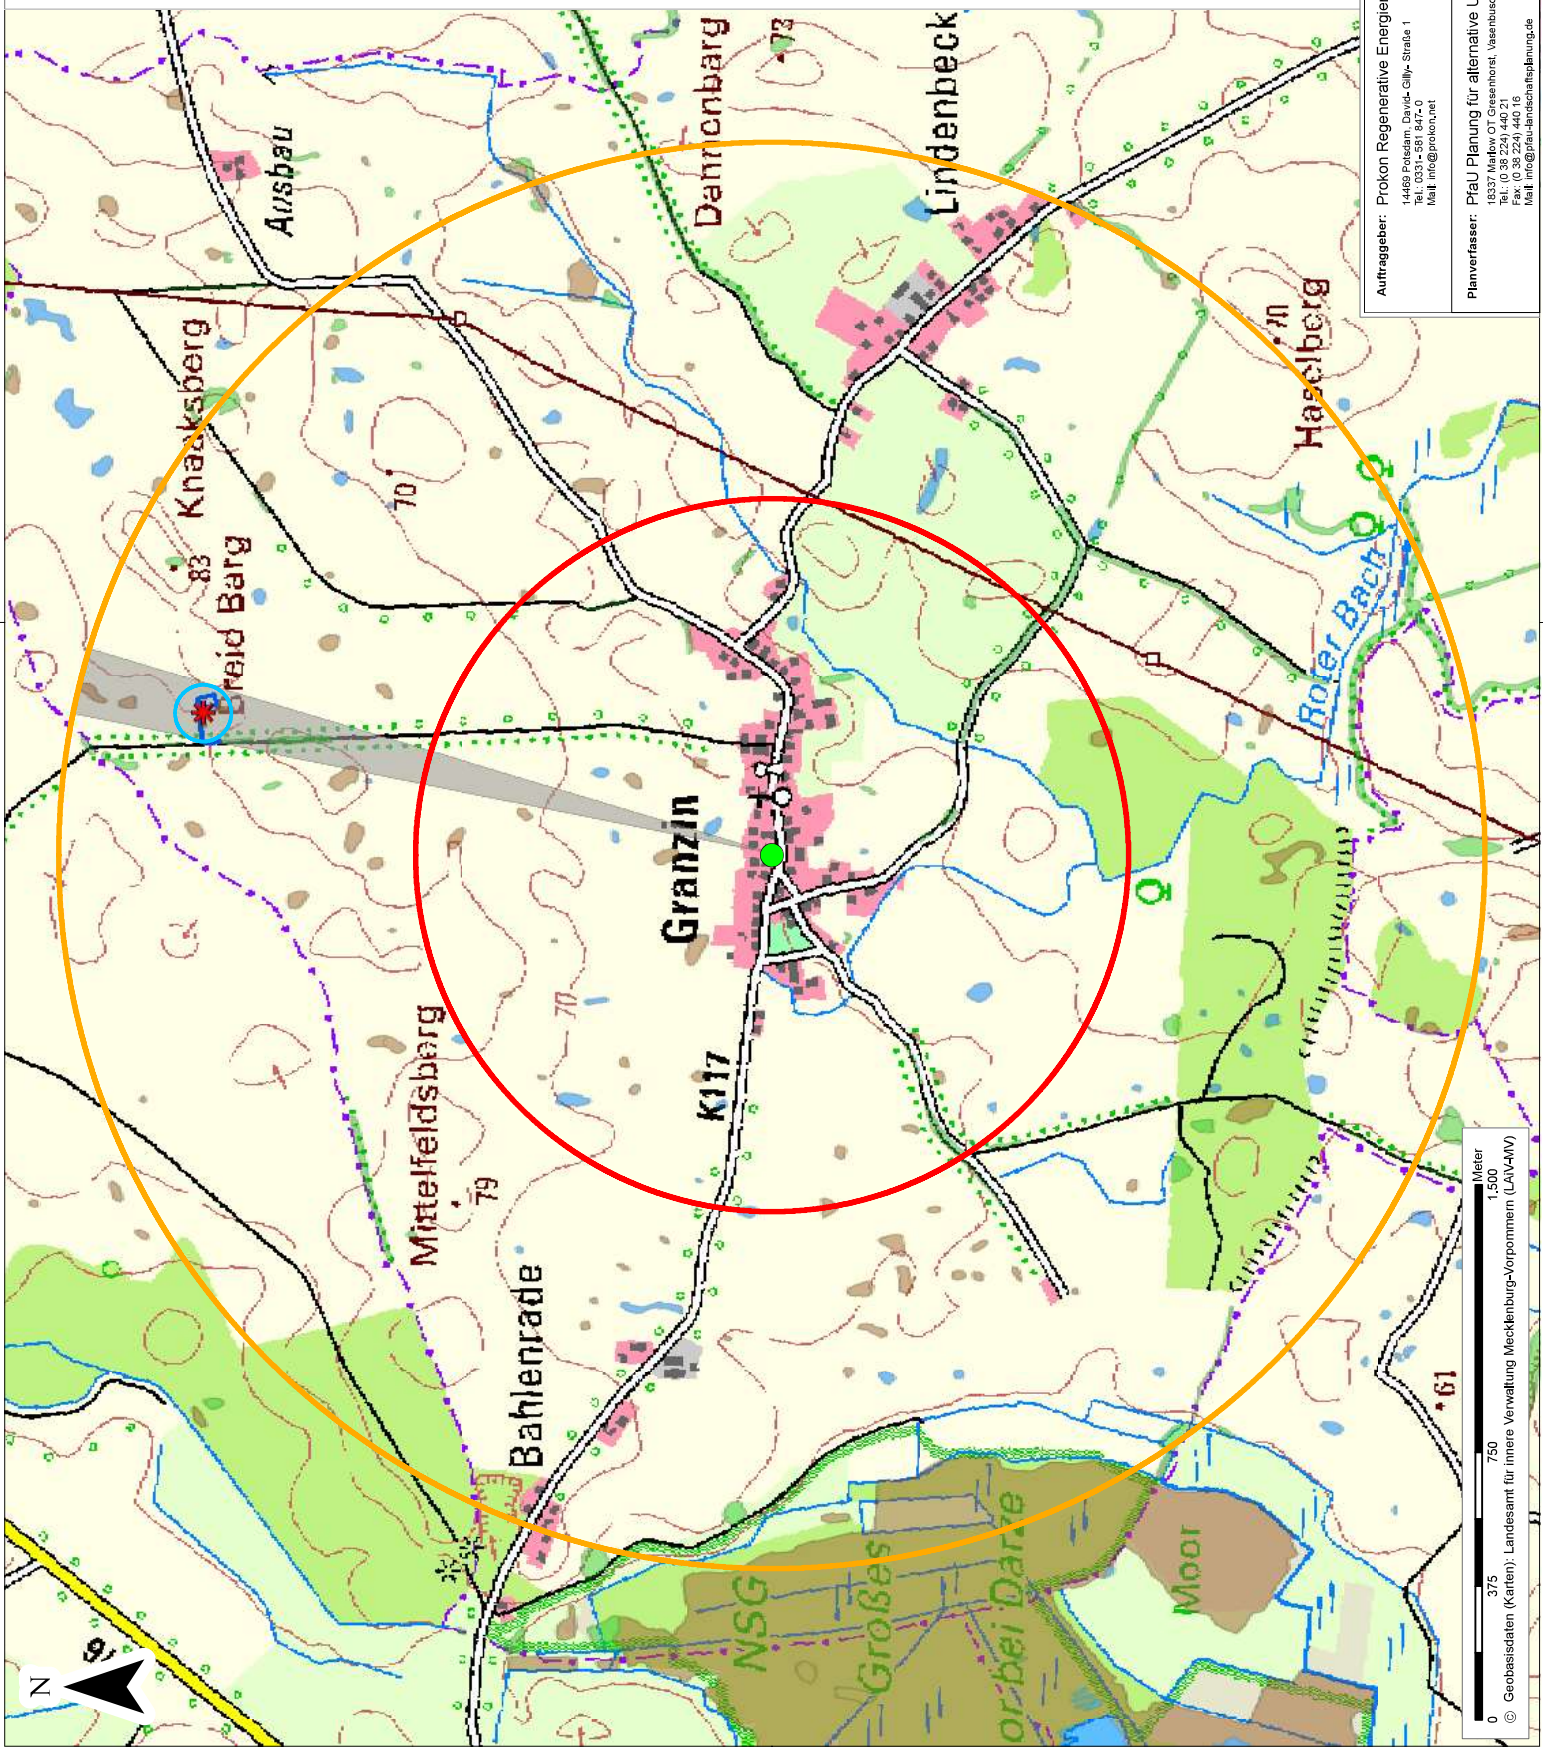 Ausbau
Knaaksberg
83
Breid Barg
70
Dannenbarg
73
Lindenbeck
Haselberg
Roter Bach
Granzin
K117
70
Mittelfeldsbarg
79
Bahlenrade
N
NSG
Großes
Moor
bei Darze
61
Auftraggeber: Prokon Regenerative Energien
14469 Potsdam, David- Gilly- Straße 1
Tel.: 0331- 581 847- 0
Mail: info@prokon.net
Planverfasser: PfaU Planung für alternative U
18337 Marlow OT Gresenhorst, Vasenbusc
Tel.: (0 38 224) 440 21
Fax: (0 38 224) 440 16
Mail: info@pfau-landschaftsplanung.de
0 375 750 1.500
Meter
© Geobasisdaten (Karten): Landesamt für innere Verwaltung Mecklenburg-Vorpommern (LAiV-MV)